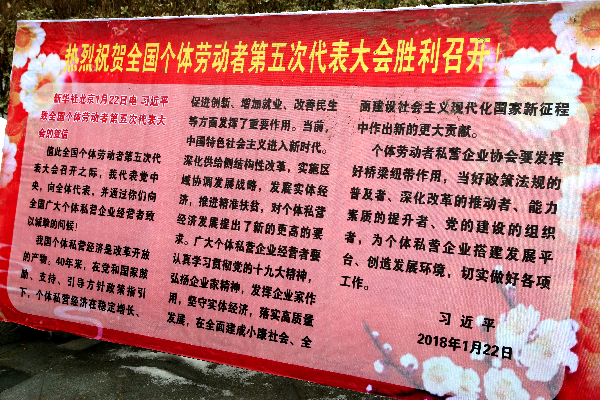 热烈祝贺全国个体劳动者第五次代表大会胜利召开！
新华社北京1月22日电 习近平
致全国个体劳动者第五次代表大
会的贺信
值此全国个体劳动者第五次代
表大会召开之际，我代表党中
央，向全体代表，并通过你们向
全国广大个体私营企业经营者致
以诚挚的问候！
我国个体私营经济是改革开放
的产物。40年来，在党和国家鼓
励、支持、引导方针政策指引
下，个体私营经济在稳定增长、
促进创新、增加就业、改善民生
等方面发挥了重要作用。当前，
中国特色社会主义进入新时代。
深化供给侧结构性改革，实施区
域协调发展战略，发展实体经
济，推进精准扶贫，对个体私营
经济发展提出了新的更高的要
求。广大个体私营企业经营者要
认真学习贯彻党的十九大精神，
弘扬企业家精神，发挥企业家作
用，坚守实体经济，落实高质量
发展，在全面建成小康社会、全
面建设社会主义现代化国家新征程
中作出新的更大贡献。
个体劳动者私营企业协会要发挥
好桥梁纽带作用，当好政策法规的
普及者、深化改革的推动者、能力
素质的提升者、党的建设的组织
者，为个体私营企业搭建发展平
台、创造发展环境，切实做好各项
工作。
习近平
2018年1月22日